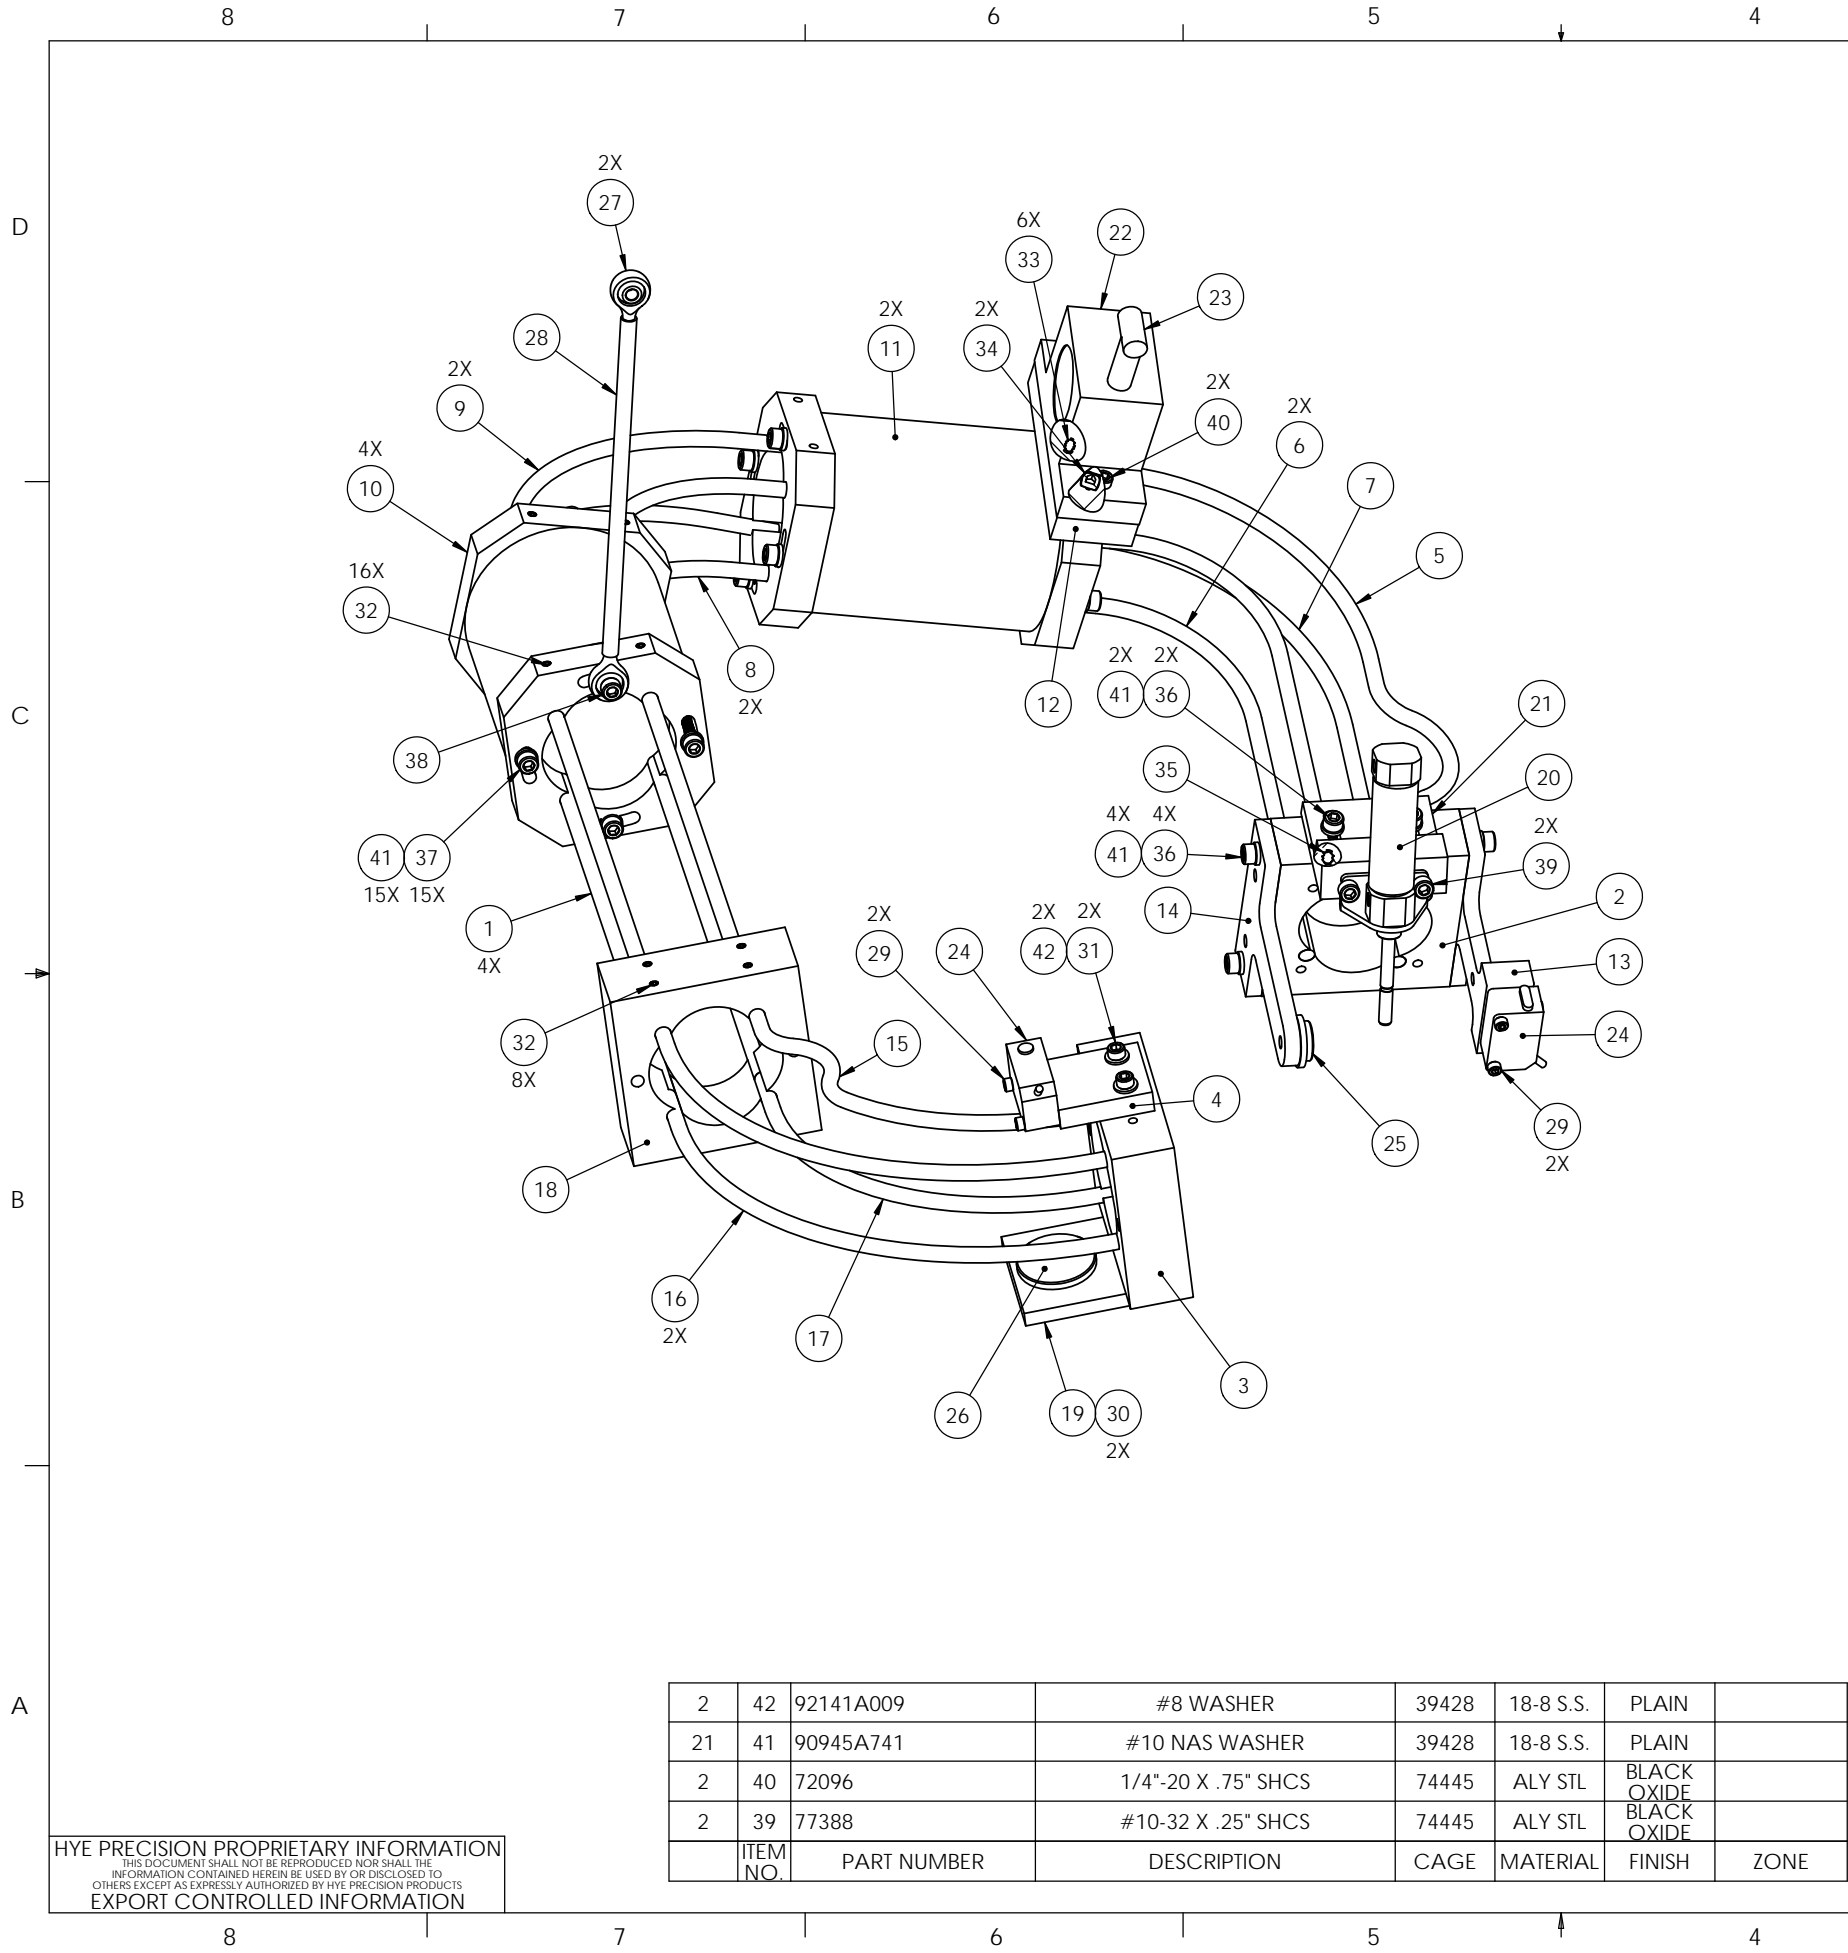 8 7 6 5 4
D
C
B
A
2X
27
6X
33
22
23
28
2X
11
2X
34
2X
9
2X
40
2X
6
4X
10
7
5
16X
32
8
2X
2X 2X
41 36
12
21
38
35
20
4X 4X
41 36
2X
39
41 37
15X 15X
1
4X
14
2
2X
29
24
2X 2X
42 31
13
32
8X
15
24
4
25
29
2X
18
16
2X
17
3
26
19 30
2X
2 42 92141A009 #8 WASHER 39428 18-8 S.S. PLAIN
21 41 90945A741 #10 NAS WASHER 39428 18-8 S.S. PLAIN
2 40 72096 1/4"-20 X .75" SHCS 74445 ALY STL BLACK OXIDE
2 39 77388 #10-32 X .25" SHCS 74445 ALY STL BLACK OXIDE
ITEM NO. PART NUMBER DESCRIPTION CAGE MATERIAL FINISH ZONE
HYE PRECISION PROPRIETARY INFORMATION
THIS DOCUMENT SHALL NOT BE REPRODUCED NOR SHALL THE
INFORMATION CONTAINED HEREIN BE USED BY OR DISCLOSED TO
OTHERS EXCEPT AS EXPRESSLY AUTHORIZED BY HYE PRECISION PRODUCTS
EXPORT CONTROLLED INFORMATION
8 7 6 5 4